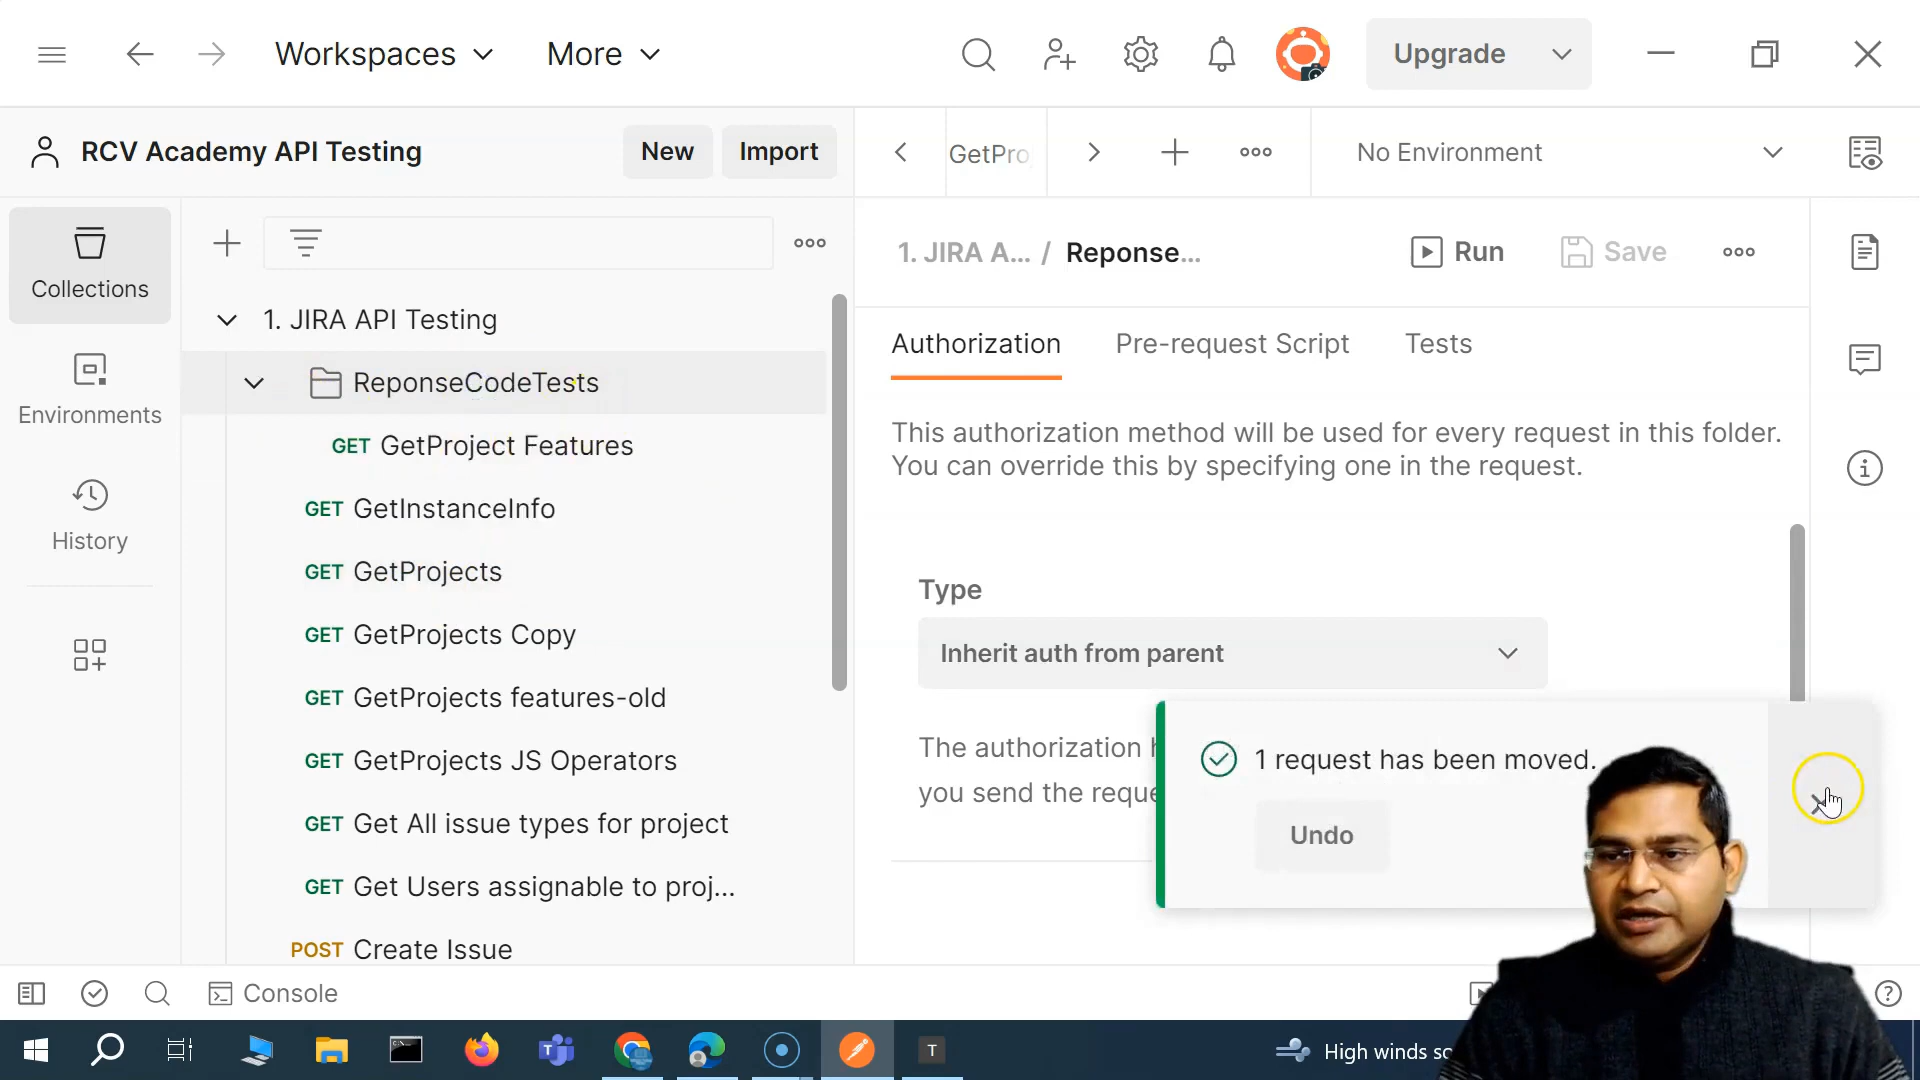 Workspaces
More
Upgrade
RCV Academy API Testing
New
Import
GetPro
No Environment
Collections
Environments
History
1. JIRA API Testing
ReponseCodeTests
GET GetProject Features
GET GetInstanceInfo
GET GetProjects
GET GetProjects Copy
GET GetProjects features-old
GET GetProjects JS Operators
GET Get All issue types for project
GET Get Users assignable to proj...
POST Create Issue
1. JIRA A... / Reponse...
Run
Save
Authorization
Pre-request Script
Tests
This authorization method will be used for every request in this folder.
You can override this by specifying one in the request.
Type
Inherit auth from parent
The authorization
you send the reque
1 request has been moved.
Undo
Console
High winds